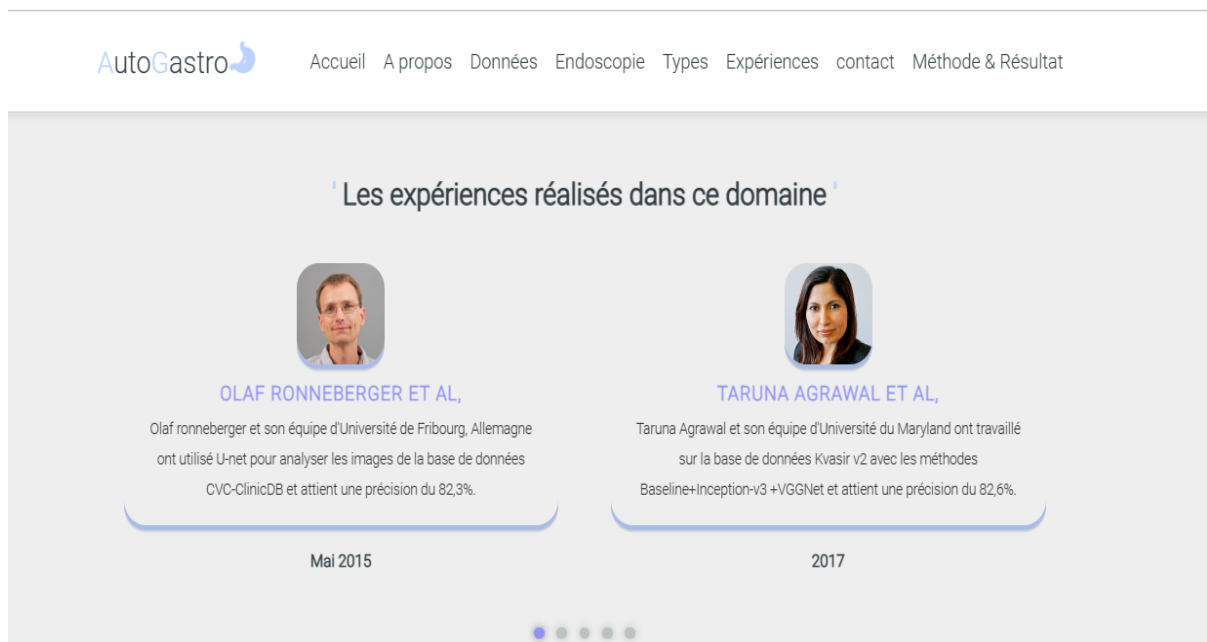 AutoGastro
Accueil A propos Données Endoscopie Types Expériences contact Méthode & Résultat
' Les expériences réalisés dans ce domaine '
OLAF RONNEBERGER ET AL,
Olaf ronneberger et son équipe d'Université de Fribourg, Allemagne
ont utilisé U-net pour analyser les images de la base de données
CVC-ClinicDB et attient une précision du 82,3%.
Mai 2015
TARUNA AGRAWAL ET AL,
Taruna Agrawal et son équipe d'Université du Maryland ont travaillé
sur la base de données Kvasir v2 avec les méthodes
Baseline+Inception-v3 +VGGNet et attient une précision du 82,6%.
2017